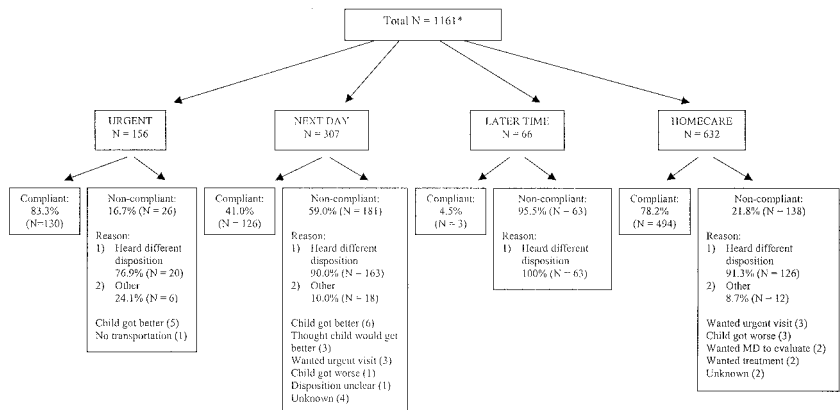 Total N = 1161*
URGENT
N = 156
NEXT DAY
N = 307
LATER TIME
N = 66
HOMECARE
N = 632
Compliant:
83.3%
(N=130)
Non-compliant:
16.7% (N = 26)
Reason:
1) Heard different
disposition
76.9% (N = 20)
2) Other
24.1% (N = 6)
Child got better (5)
No transportation (1)
Compliant:
41.0%
(N = 126)
Non-compliant:
59.0% (N = 181)
Reason:
1) Heard different
disposition
90.0% (N = 163)
2) Other
10.0% (N = 18)
Child got better (6)
Thought child would get
better (3)
Wanted urgent visit (3)
Child got worse (1)
Disposition unclear (1)
Unknown (4)
Compliant:
4.5%
(N = 3)
Non-compliant:
95.5% (N = 63)
Reason:
1) Heard different
disposition
100% (N = 63)
Compliant:
78.2%
(N = 494)
Non-compliant:
21.8% (N = 138)
Reason:
1) Heard different
disposition
91.3% (N = 126)
2) Other
8.7% (N = 12)
Wanted urgent visit (3)
Child got worse (3)
Wanted MD to evaluate (2)
Wanted treatment (2)
Unknown (2)